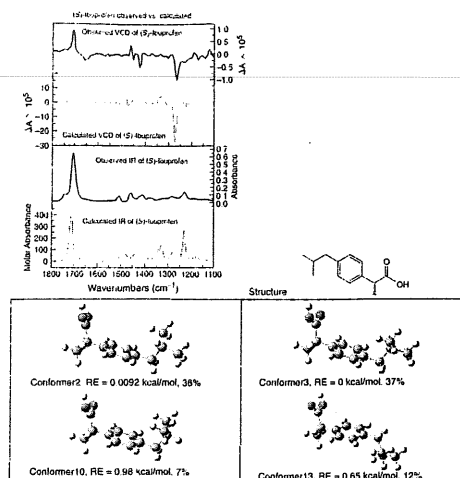 (S)-Ibuprofen observed vs. calculated
Observed VCD of (S)-Ibuprofen
1.0
0.5
0
-0.5
-1.0
ΔA × 10⁵
10
0
-10
-20
-30
ΔA × 10⁵
Calculated VCD of (S)-Ibuprofen
Observed IR of (S)-Ibuprofen
0.7
0.6
0.5
0.4
0.3
0.2
0.1
0.0
Absorbance
400
300
200
100
0
Molar Absorbance
Calculated IR of (S)-Ibuprofen
1800 1700 1600 1500 1400 1300 1200 1100
Wavenumbers (cm⁻¹)
Structure
O
OH
Conformer2, RE = 0.0092 kcal/mol, 36%
Conformer3, RE = 0 kcal/mol, 37%
Conformer10, RE = 0.98 kcal/mol, 7%
Conformer13, RE = 0.65 kcal/mol, 12%